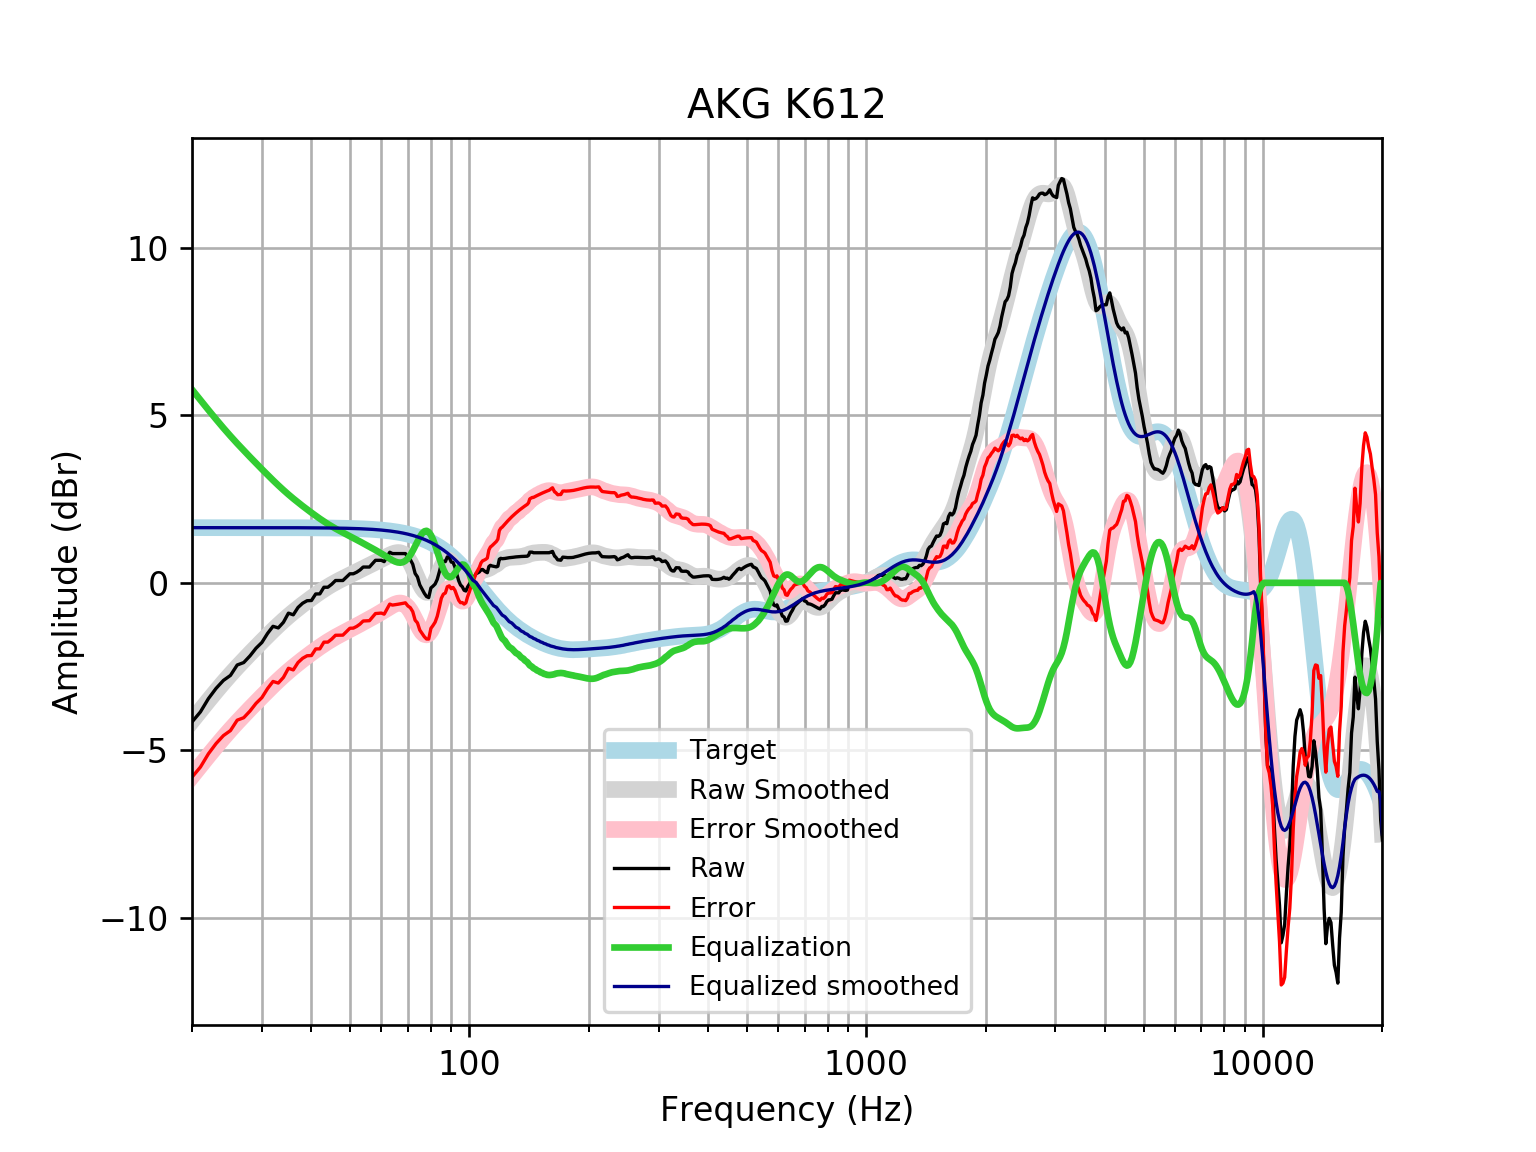 AKG K612
Amplitude (dBr)
10
5
0
−5
−10
Target
Raw Smoothed
Error Smoothed
Raw
Error
Equalization
Equalized smoothed
100
1000
10000
Frequency (Hz)